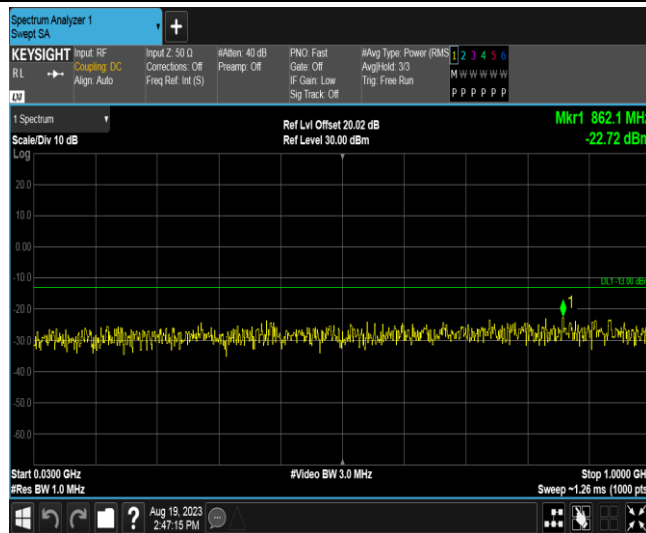 Spectrum Analyzer 1
Swept SA
+
KEYSIGHT
RL
LXI
Input: RF
Coupling: DC
Align: Auto
Input Z: 50 Ω
Corrections: Off
Freq Ref: Int (S)
#Atten: 40 dB
Preamp: Off
PNO: Fast
Gate: Off
IF Gain: Low
Sig Track: Off
#Avg Type: Power (RMS
Avg|Hold: 3/3
Trig: Free Run
1 2 3 4 5 6
M W W W W W
P P P P P P
1 Spectrum
Scale/Div 10 dB
Ref Lvl Offset 20.02 dB
Ref Level 30.00 dBm
Mkr1 862.1 MHz
-22.72 dBm
Log
20.0
10.0
0.00
-10.0
DL1 -13.00 dBm
-20.0
1
-30.0
-40.0
-50.0
-60.0
Start 0.0300 GHz
#Res BW 1.0 MHz
#Video BW 3.0 MHz
Stop 1.0000 GHz
Sweep ~1.26 ms (1000 pts)
?
Aug 19, 2023
2:47:15 PM